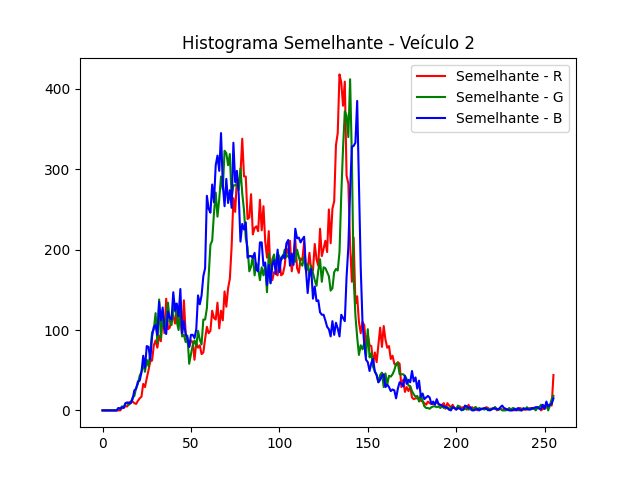 Histograma Semelhante - Veículo 2
Semelhante - R
Semelhante - G
Semelhante - B
400
300
200
100
0
0 50 100 150 200 250